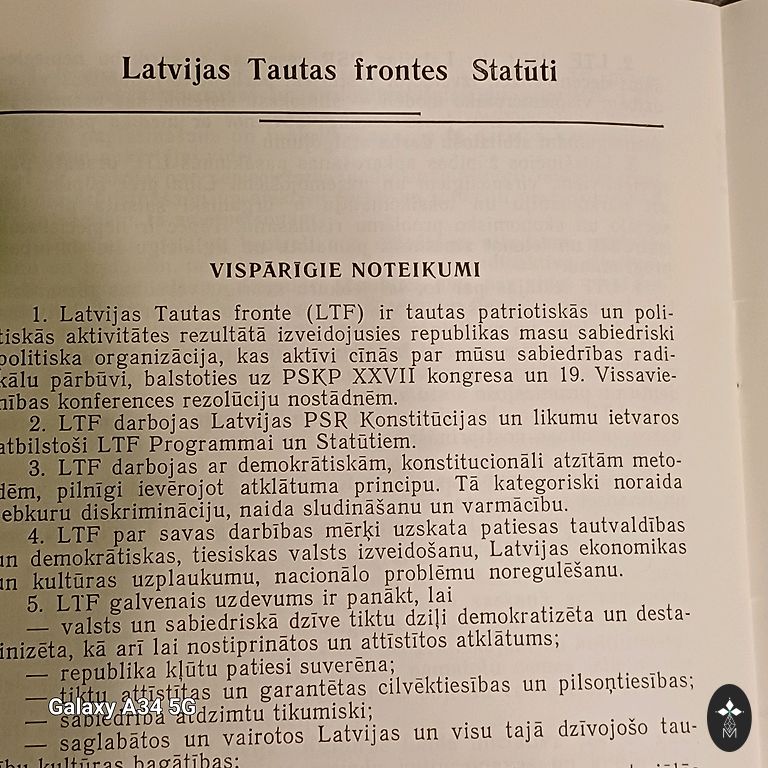 Latvijas Tautas frontes Statūti
VISPĀRĪGIE NOTEIKUMI
1. Latvijas Tautas fronte (LTF) ir tautas patriotiskās un poli-
tiskās aktivitātes rezultātā izveidojusies republikas masu sabiedriski
politiska organizācija, kas aktīvi cīnās par mūsu sabiedrības radi-
kālu pārbūvi, balstoties uz PSKP XXVII kongresa un 19. Vissavie-
nības konferences rezolūciju nostādnēm.
2. LTF darbojas Latvijas PSR Konstitūcijas un likumu ietvaros
atbilstoši LTF Programmai un Statūtiem.
3. LTF darbojas ar demokrātiskām, konstitucionāli atzītām meto-
dēm, pilnīgi ievērojot atklātuma principu. Tā kategoriski noraida
jebkuru diskrimināciju, naida sludināšanu un varmācību.
4. LTF par savas darbības mērķi uzskata patiesas tautvaldības
un demokrātiskas, tiesiskas valsts izveidošanu, Latvijas ekonomikas
un kultūras uzplaukumu, nacionālo problēmu noregulēšanu.
5. LTF galvenais uzdevums ir panākt, lai
— valsts un sabiedriskā dzīve tiktu dziļi demokratizēta un desta-
inizēta, kā arī lai nostiprinātos un attīstītos atklātums;
— republika kļūtu patiesi suverēna;
— tiktu attīstītas un garantētas cilvēktiesības un pilsoņtiesības;
— sabiedrība atdzimtu tikumiski;
— saglabātos un vairotos Latvijas un visu tajā dzīvojošo tau-
kultūras bagātības;
Galaxy A34 5G